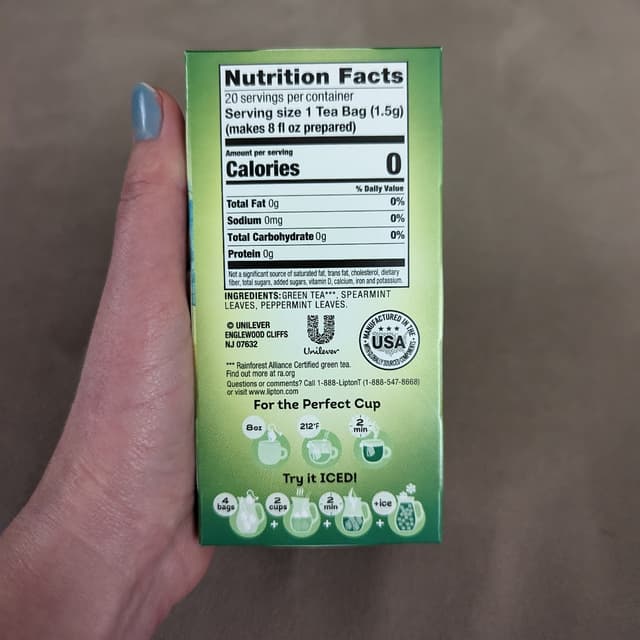 Nutrition Facts
20 servings per container
Serving size 1 Tea Bag (1.5g)
(makes 8 fl oz prepared)
Amount per serving
Calories 0
% Daily Value
Total Fat 0g 0%
Sodium 0mg 0%
Total Carbohydrate 0g 0%
Protein 0g
Not a significant source of saturated fat, trans fat, cholesterol, dietary
fiber, total sugars, added sugars, vitamin D, calcium, iron and potassium.
INGREDIENTS: GREEN TEA***, SPEARMINT
LEAVES, PEPPERMINT LEAVES.
© UNILEVER
ENGLEWOOD CLIFFS
NJ 07632
Unilever
MANUFACTURED IN THE
USA
WITH GLOBALLY SOURCED COMPONENTS
*** Rainforest Alliance Certified green tea.
Find out more at ra.org
Questions or comments? Call 1-888-LiptonT (1-888-547-8668)
or visit www.lipton.com
For the Perfect Cup
8oz 212°F 2 min
Try it ICED!
4 bags + 2 cups + 2 min + +ice